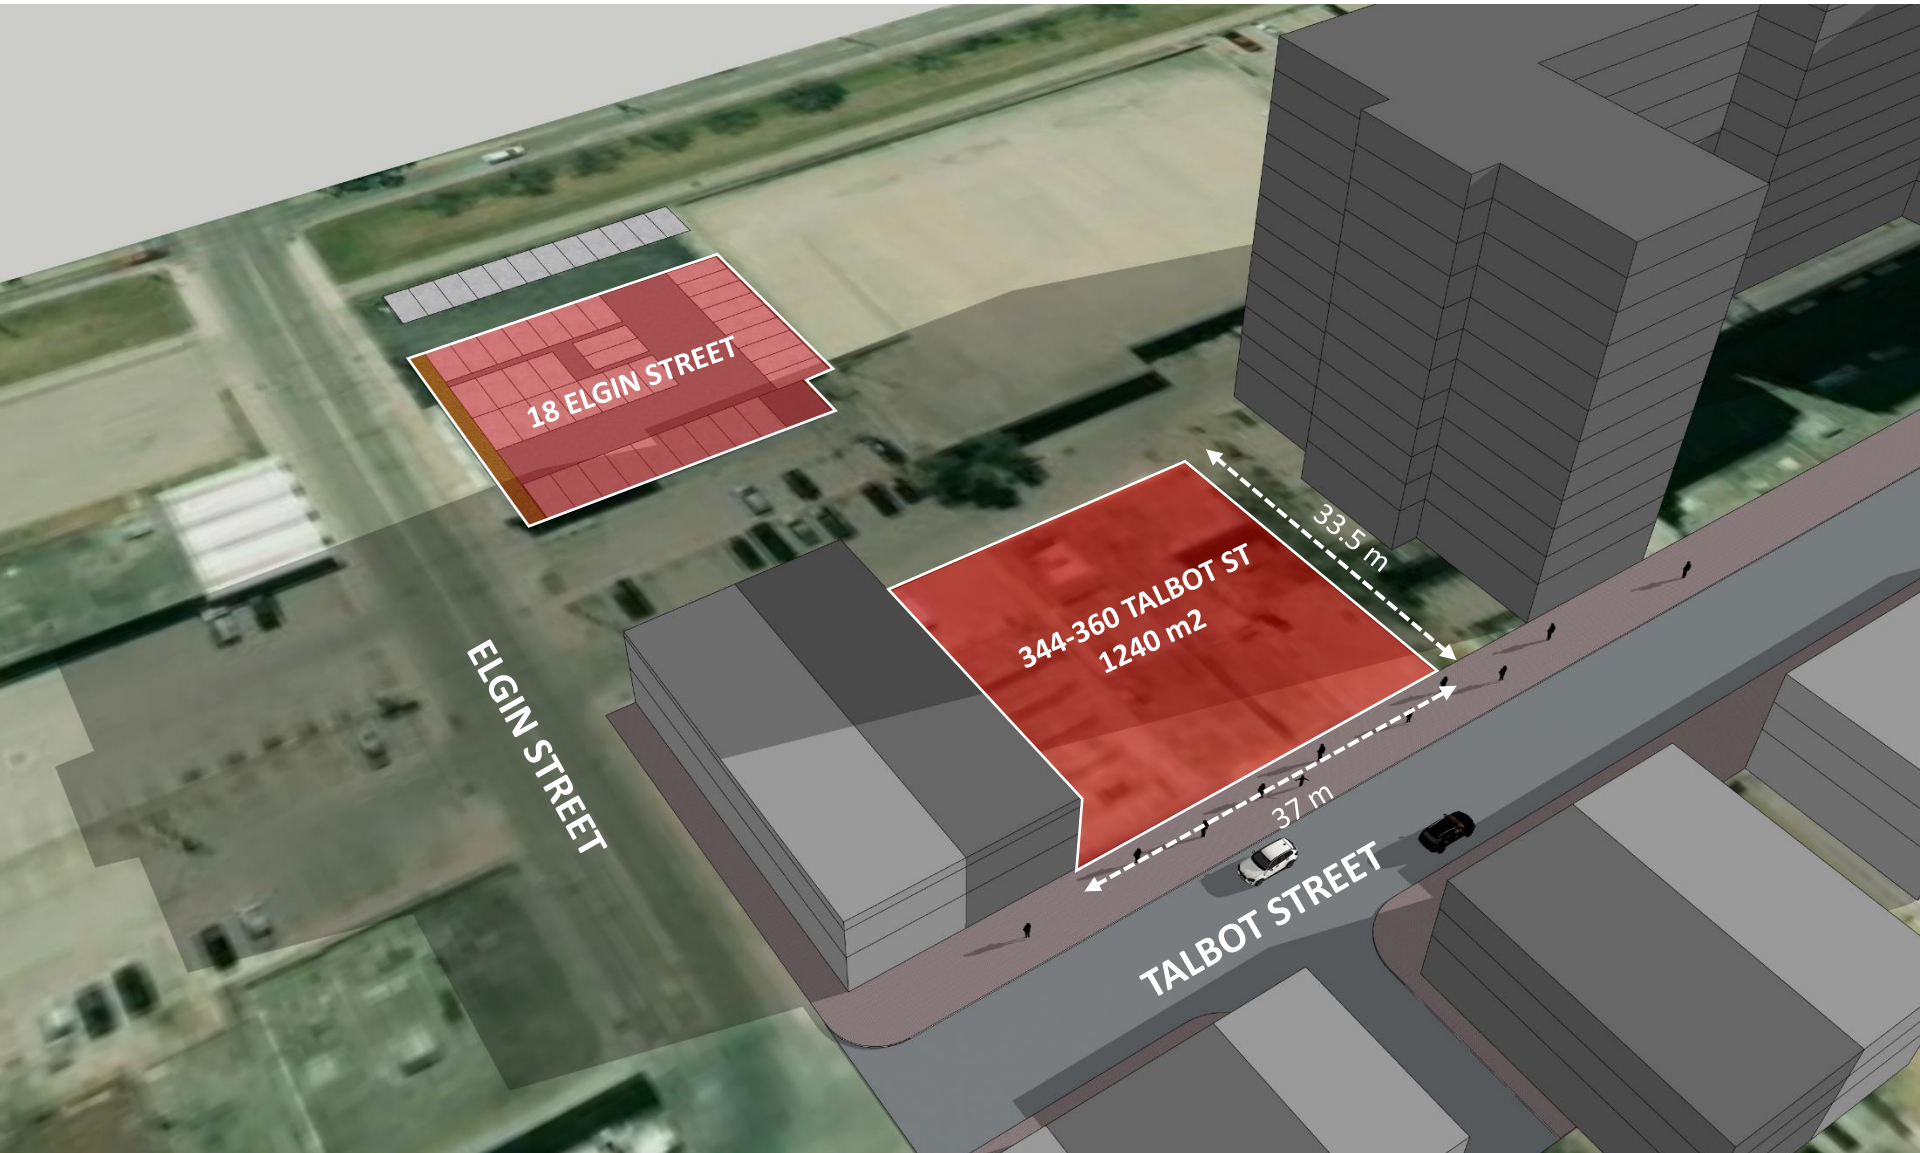 18 ELGIN STREET
33.5 m
344-360 TALBOT ST
1240 m2
ELGIN STREET
37 m
TALBOT STREET